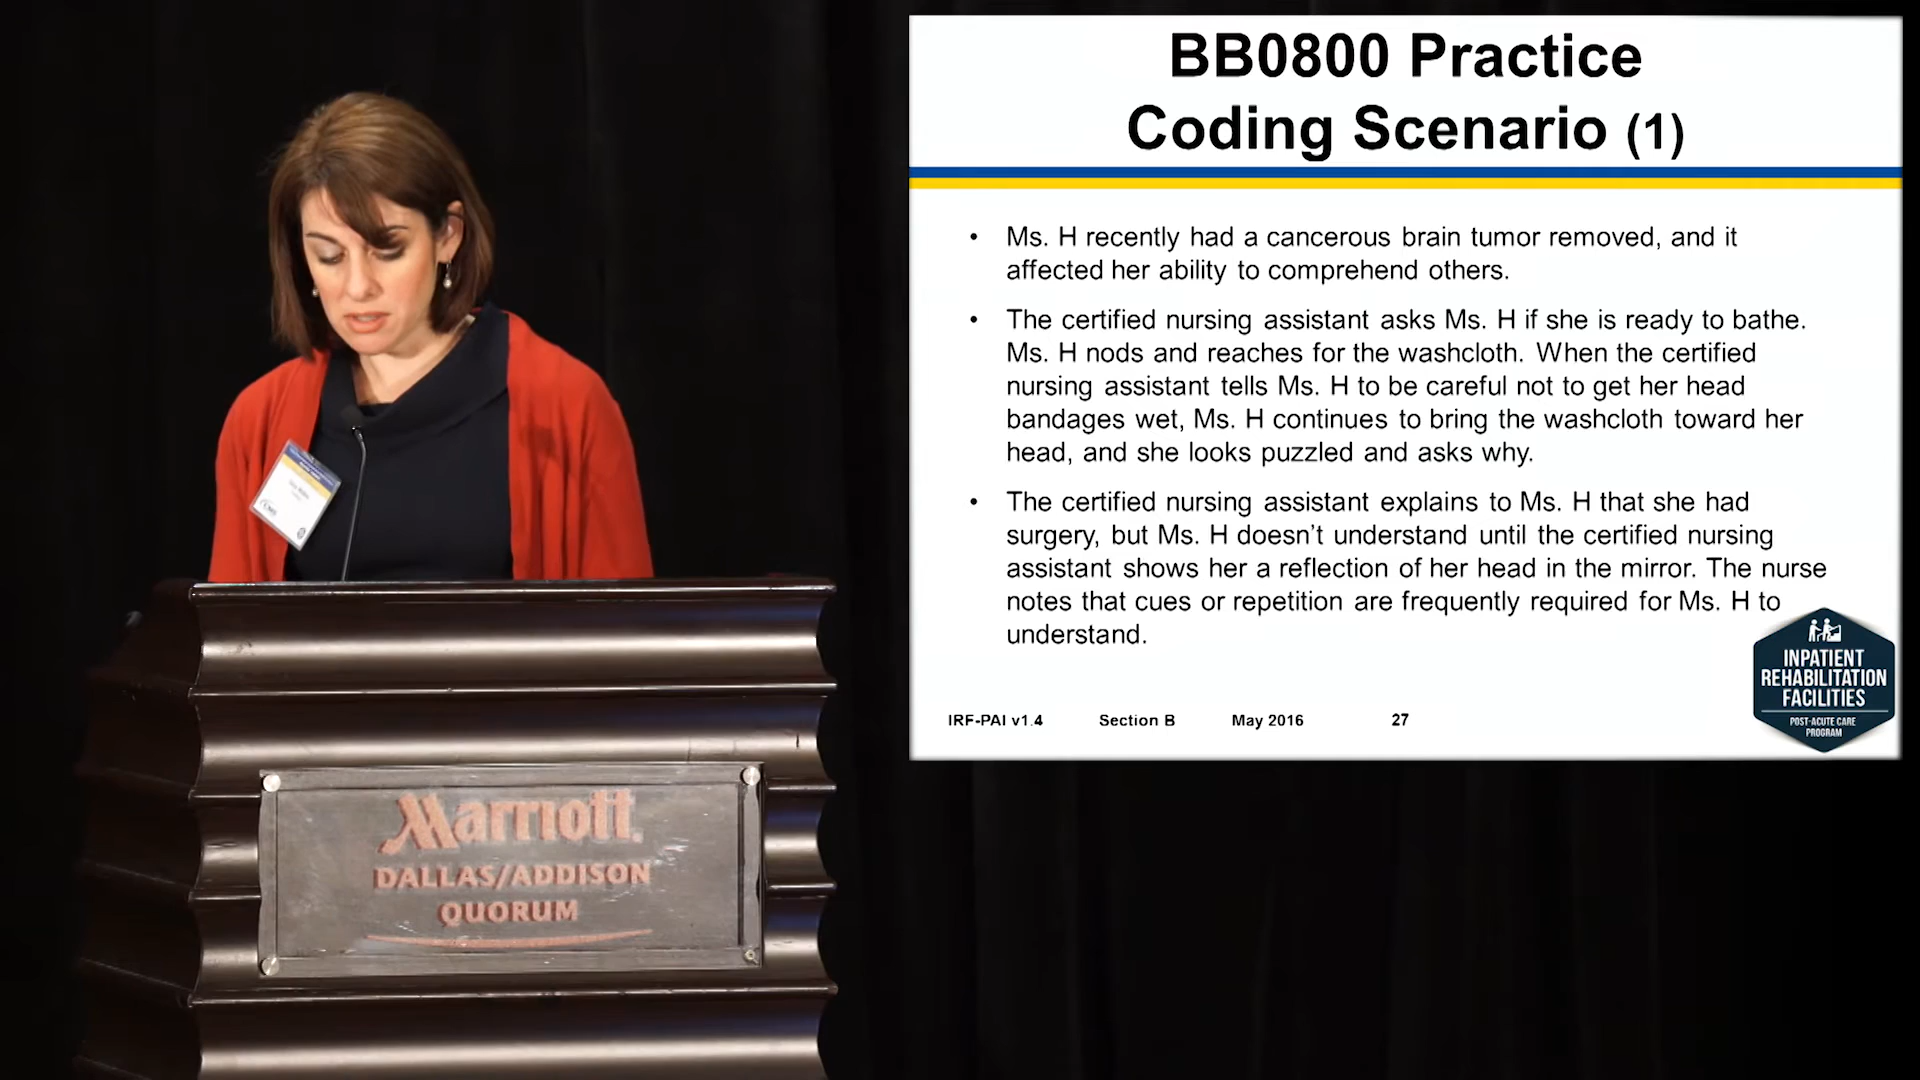 BB0800 Practice
Coding Scenario (1)
• Ms. H recently had a cancerous brain tumor removed, and it
affected her ability to comprehend others.
• The certified nursing assistant asks Ms. H if she is ready to bathe.
Ms. H nods and reaches for the washcloth. When the certified
nursing assistant tells Ms. H to be careful not to get her head
bandages wet, Ms. H continues to bring the washcloth toward her
head, and she looks puzzled and asks why.
• The certified nursing assistant explains to Ms. H that she had
surgery, but Ms. H doesn’t understand until the certified nursing
assistant shows her a reflection of her head in the mirror. The nurse
notes that cues or repetition are frequently required for Ms. H to
understand.
IRF-PAI v1.4 Section B May 2016 27
INPATIENT
REHABILITATION
FACILITIES
POST-ACUTE CARE
PROGRAM
Marriott
DALLAS/ADDISON
QUORUM